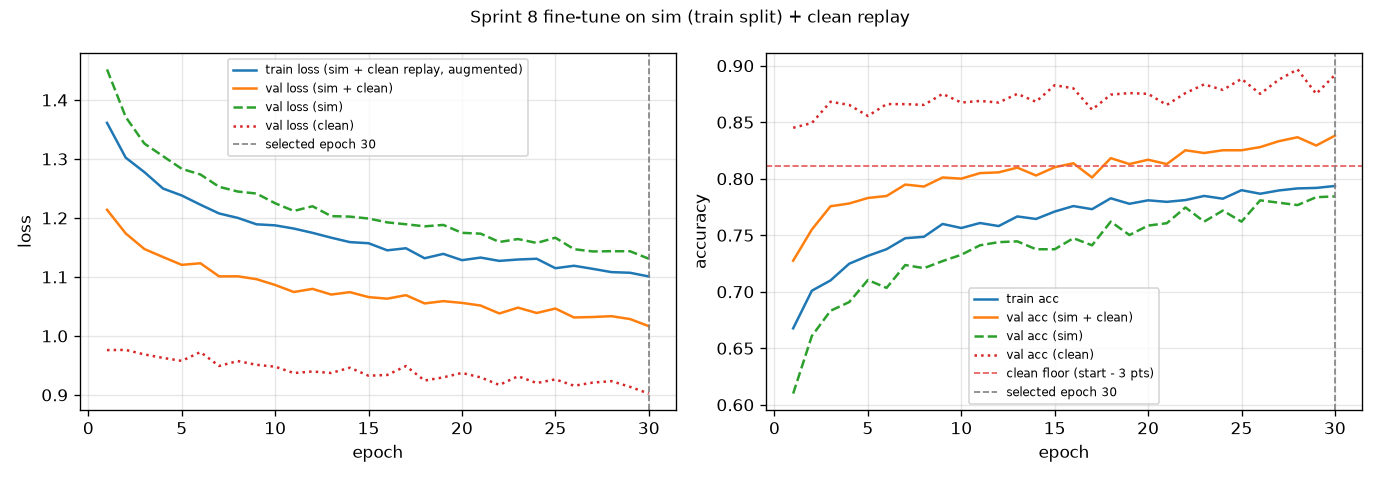 Sprint 8 fine-tune on sim (train split) + clean replay
loss
1.4
1.3
1.2
1.1
1.0
0.9
train loss (sim + clean replay, augmented)
val loss (sim + clean)
val loss (sim)
val loss (clean)
selected epoch 30
0 5 10 15 20 25 30
epoch
accuracy
0.90
0.85
0.80
0.75
0.70
0.65
0.60
train acc
val acc (sim + clean)
val acc (sim)
val acc (clean)
clean floor (start - 3 pts)
selected epoch 30
0 5 10 15 20 25 30
epoch